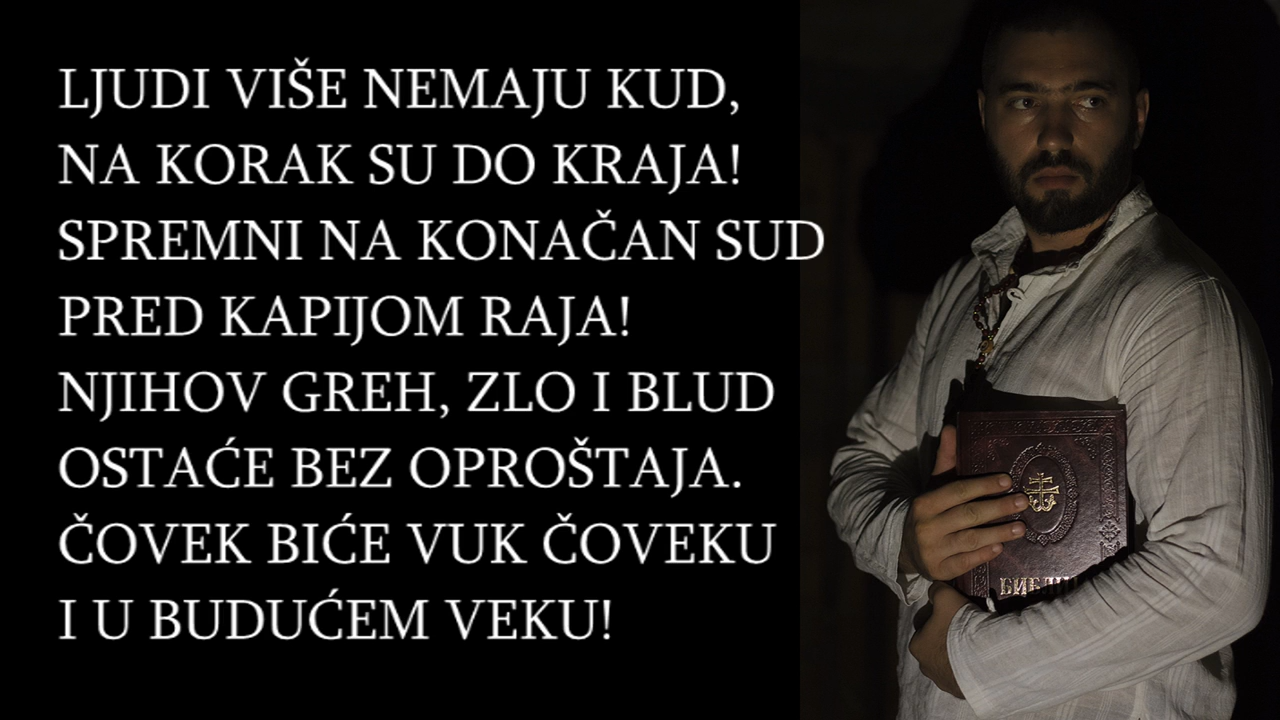 LJUDI VIŠE NEMAJU KUD,
NA KORAK SU DO KRAJA!
SPREMNI NA KONAČAN SUD
PRED KAPIJOM RAJA!
NJIHOV GREH, ZLO I BLUD
OSTAĆE BEZ OPROŠTAJA.
ČOVEK BIĆE VUK ČOVEKU
I U BUDUĆEM VEKU!